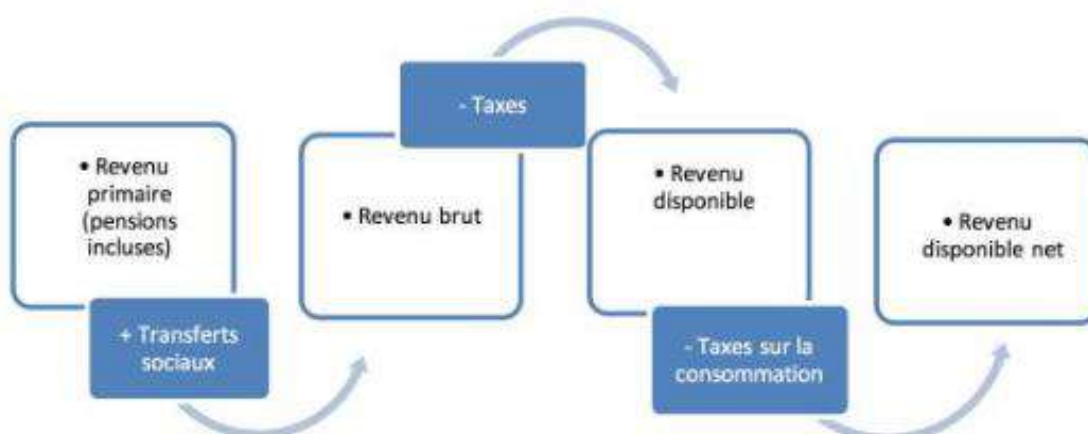 • Revenu
primaire
(pensions
incluses)
+ Transferts
sociaux
• Revenu brut
- Taxes
• Revenu
disponible
- Taxes sur la
consommation
• Revenu
disponible net